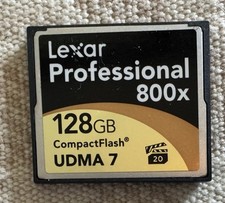 Lexar
Professional
800x
128GB
CompactFlash®
UDMA 7
20